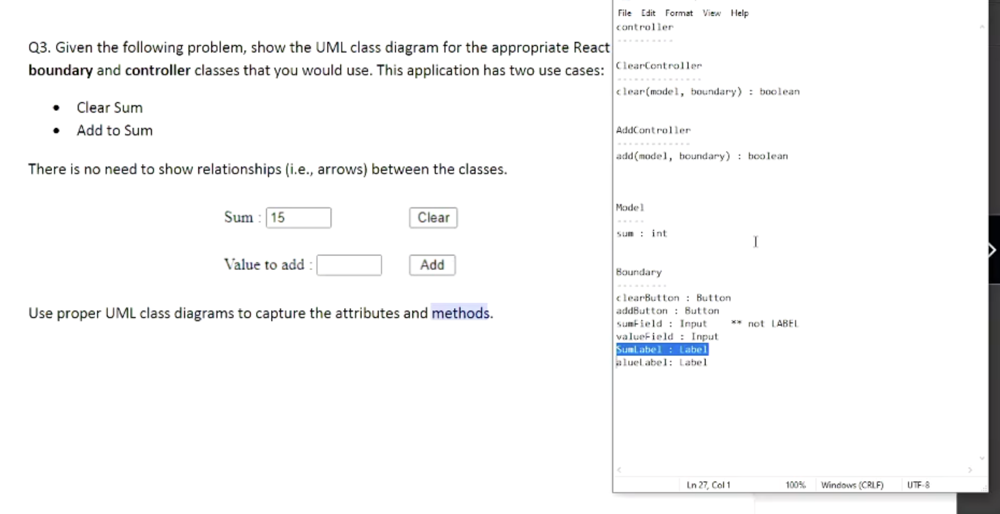 Q3. Given the following problem, show the UML class diagram for the appropriate React
boundary and controller classes that you would use. This application has two use cases:
• Clear Sum
• Add to Sum
There is no need to show relationships (i.e., arrows) between the classes.
Sum : 15 Clear
Value to add : Add
Use proper UML class diagrams to capture the attributes and methods.
File Edit Format View Help
controller
----------
ClearController
---------------
clear(model, boundary) : boolean
AddController
-------------
add(model, boundary) : boolean
Model
-----
sum : int
Boundary
---------
clearButton : Button
addButton : Button
sumField : Input ** not LABEL
valueField : Input
SumLabel : Label
alueLabel: Label
Ln 27, Col 1 100% Windows (CRLF) UTF-8